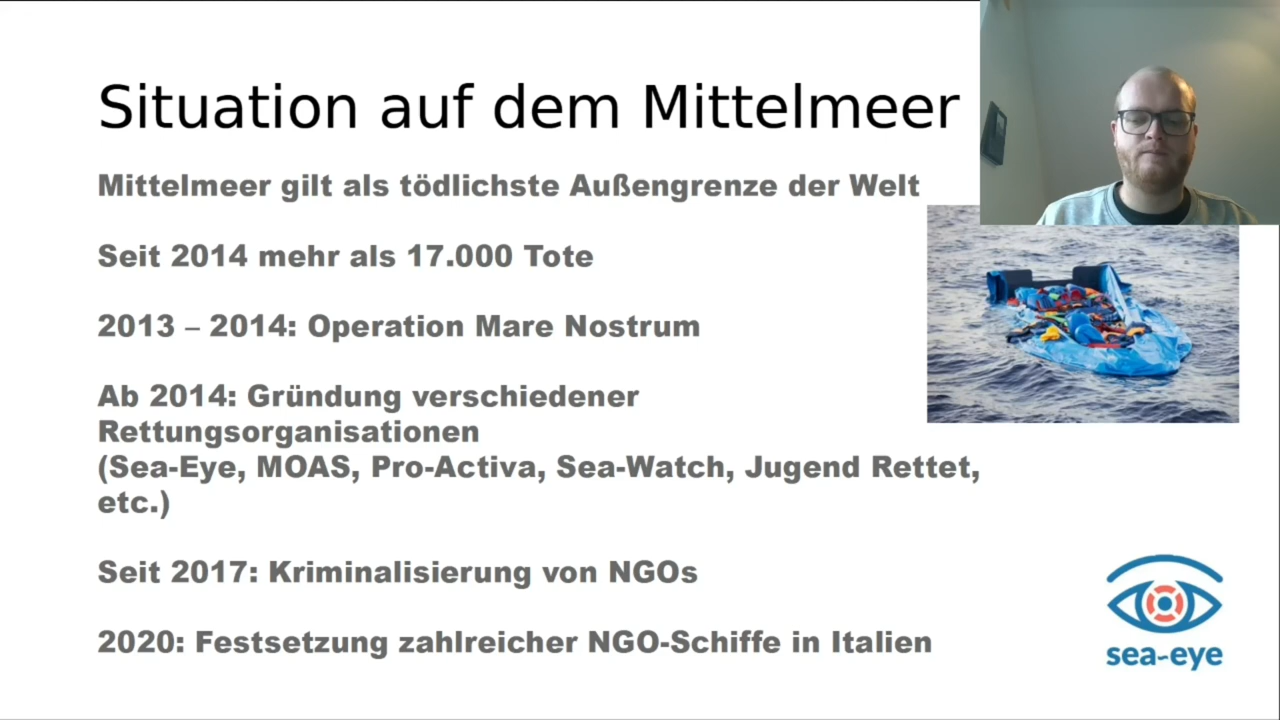 Situation auf dem Mittelmeer
Mittelmeer gilt als tödlichste Außengrenze der Welt
Seit 2014 mehr als 17.000 Tote
2013 – 2014: Operation Mare Nostrum
Ab 2014: Gründung verschiedener
Rettungsorganisationen
(Sea-Eye, MOAS, Pro-Activa, Sea-Watch, Jugend Rettet,
etc.)
Seit 2017: Kriminalisierung von NGOs
2020: Festsetzung zahlreicher NGO-Schiffe in Italien
sea-eye